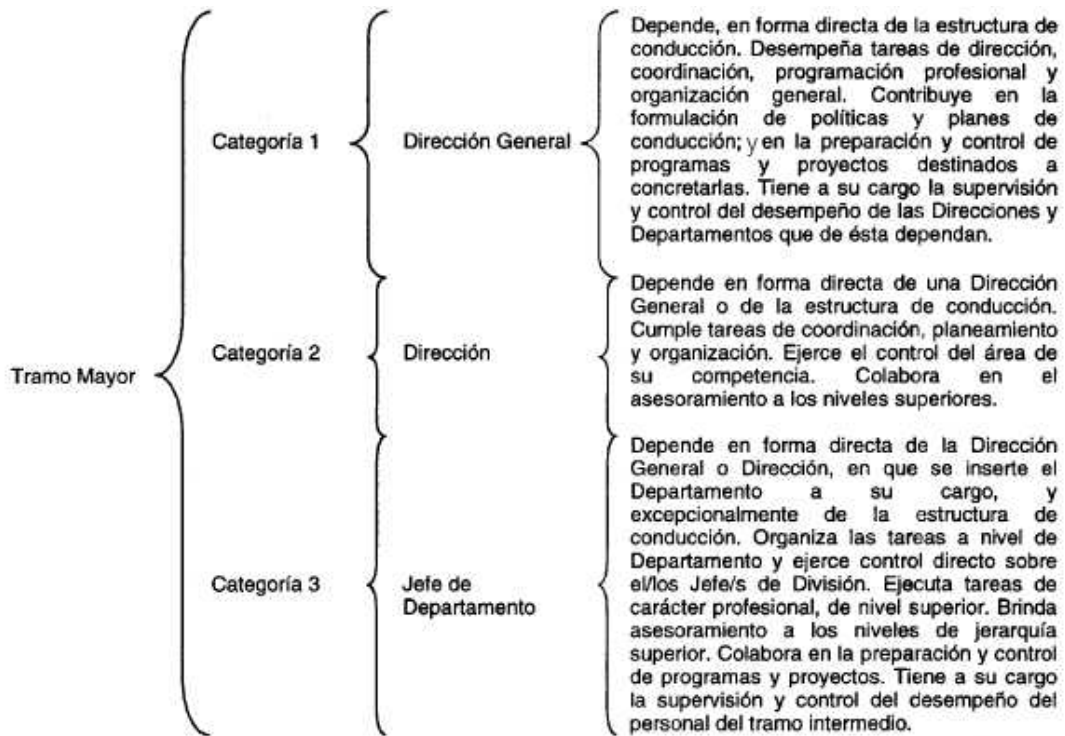 Tramo Mayor
Categoría 1
Dirección General
Depende, en forma directa de la estructura de
conducción. Desempeña tareas de dirección,
coordinación, programación profesional y
organización general. Contribuye en la
formulación de políticas y planes de
conducción; y en la preparación y control de
programas y proyectos destinados a
concretarlas. Tiene a su cargo la supervisión
y control del desempeño de las Direcciones y
Departamentos que de ésta dependan.
Categoría 2
Dirección
Depende en forma directa de una Dirección
General o de la estructura de conducción.
Cumple tareas de coordinación, planeamiento
y organización. Ejerce el control del área de
su competencia. Colabora en el
asesoramiento a los niveles superiores.
Categoría 3
Jefe de
Departamento
Depende en forma directa de la Dirección
General o Dirección, en que se inserte el
Departamento a su cargo, y
excepcionalmente de la estructura de
conducción. Organiza las tareas a nivel de
Departamento y ejerce control directo sobre
el/los Jefe/s de División. Ejecuta tareas de
carácter profesional, de nivel superior. Brinda
asesoramiento a los niveles de jerarquía
superior. Colabora en la preparación y control
de programas y proyectos. Tiene a su cargo
la supervisión y control del desempeño del
personal del tramo intermedio.